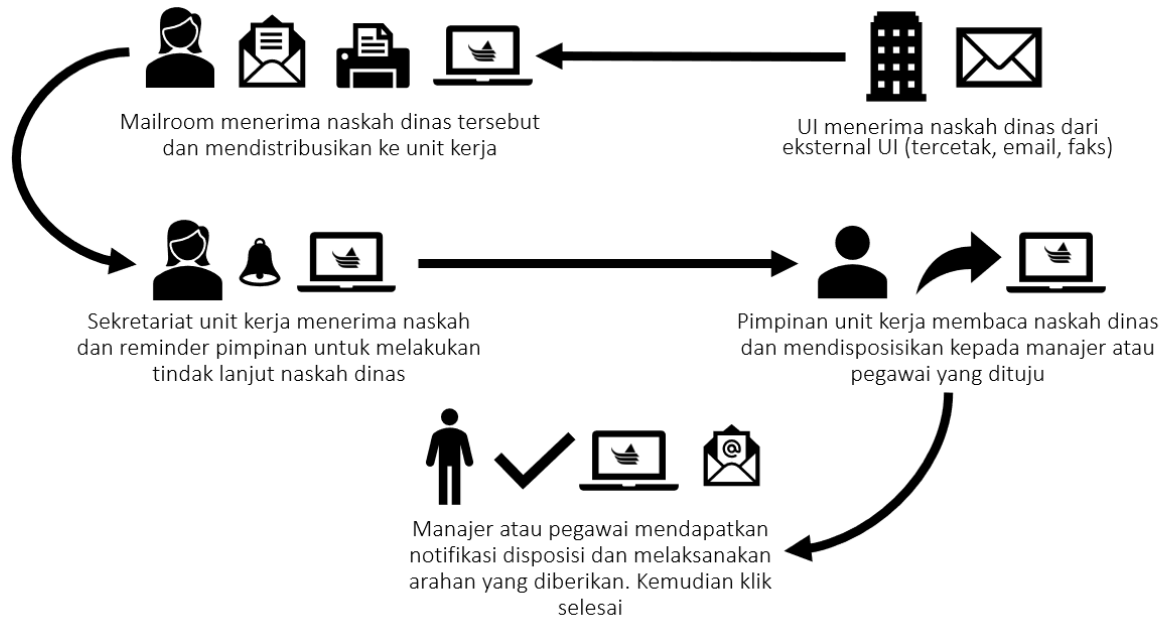 UI menerima naskah dinas dari
eksternal UI (tercetak, email, faks)
Mailroom menerima naskah dinas tersebut
dan mendistribusikan ke unit kerja
Sekretariat unit kerja menerima naskah
dan reminder pimpinan untuk melakukan
tindak lanjut naskah dinas
Pimpinan unit kerja membaca naskah dinas
dan mendisposisikan kepada manajer atau
pegawai yang dituju
@
Manajer atau pegawai mendapatkan
notifikasi disposisi dan melaksanakan
arahan yang diberikan. Kemudian klik
selesai